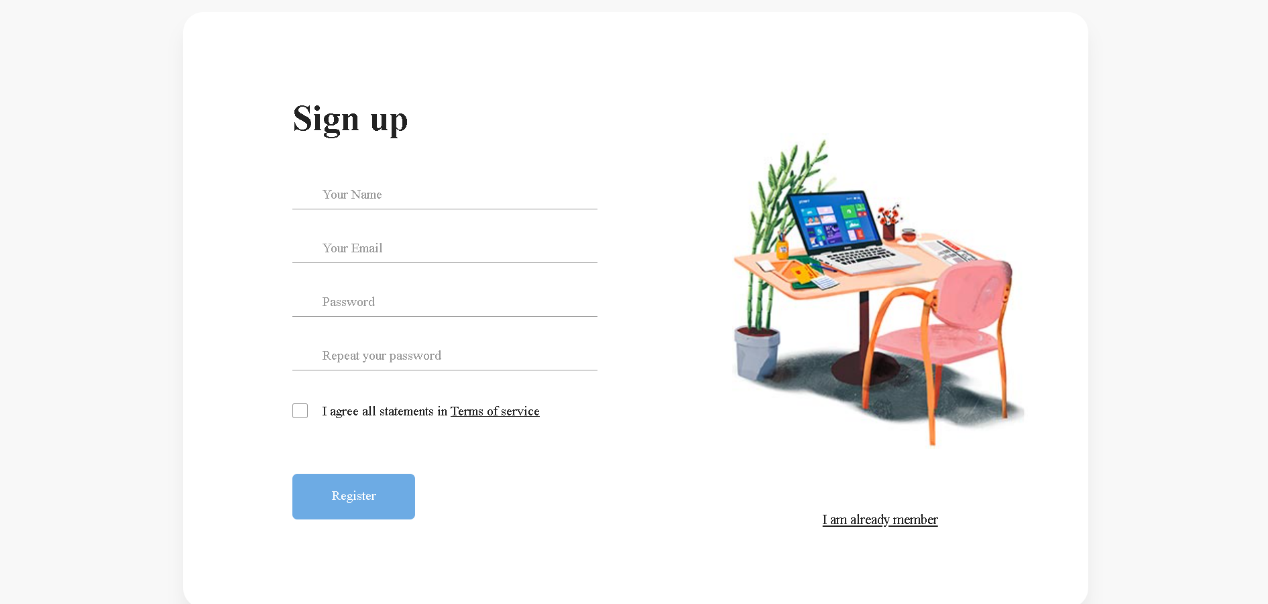 Sign up
Your Name
Your Email
Password
Repeat your password
I agree all statements in Terms of service
Register
I am already member